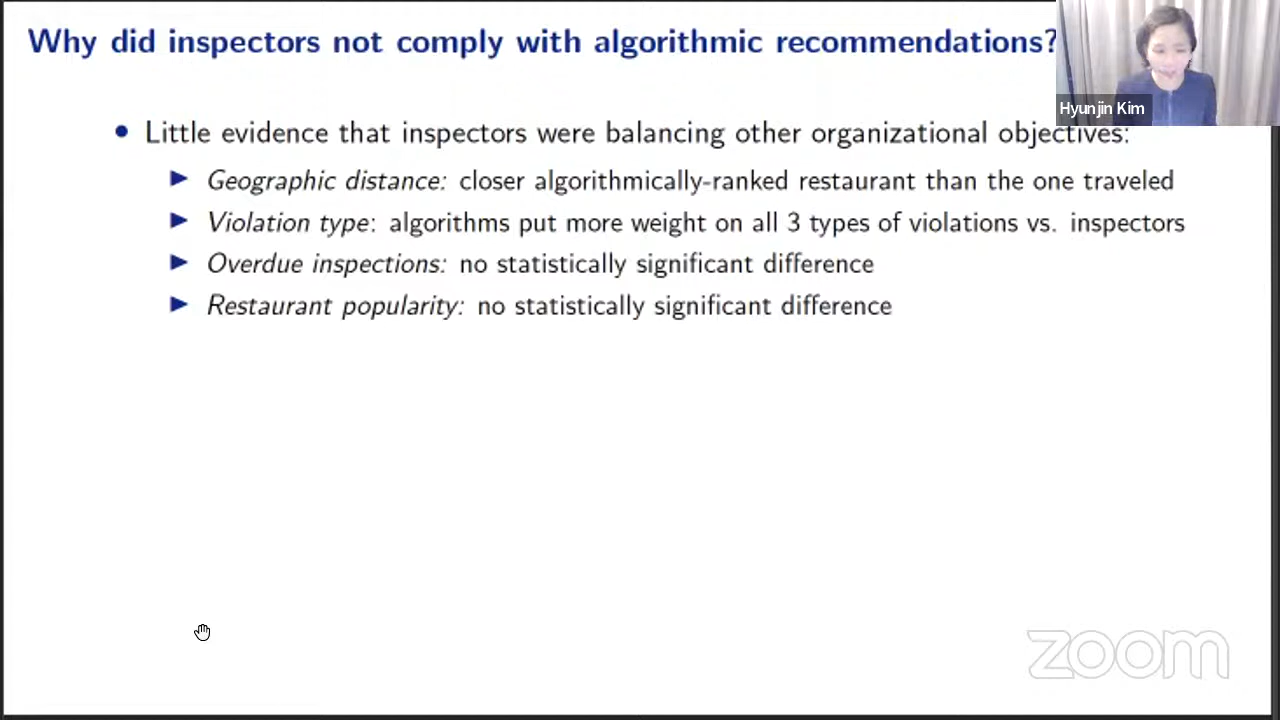 Why did inspectors not comply with algorithmic recommendations?
Hyunjin Kim
• Little evidence that inspectors were balancing other organizational objectives:
▶ Geographic distance: closer algorithmically-ranked restaurant than the one traveled
▶ Violation type: algorithms put more weight on all 3 types of violations vs. inspectors
▶ Overdue inspections: no statistically significant difference
▶ Restaurant popularity: no statistically significant difference
zoom